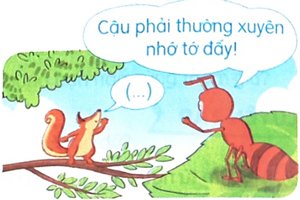 Cậu phải thường xuyên
nhớ tớ đấy!
(...)